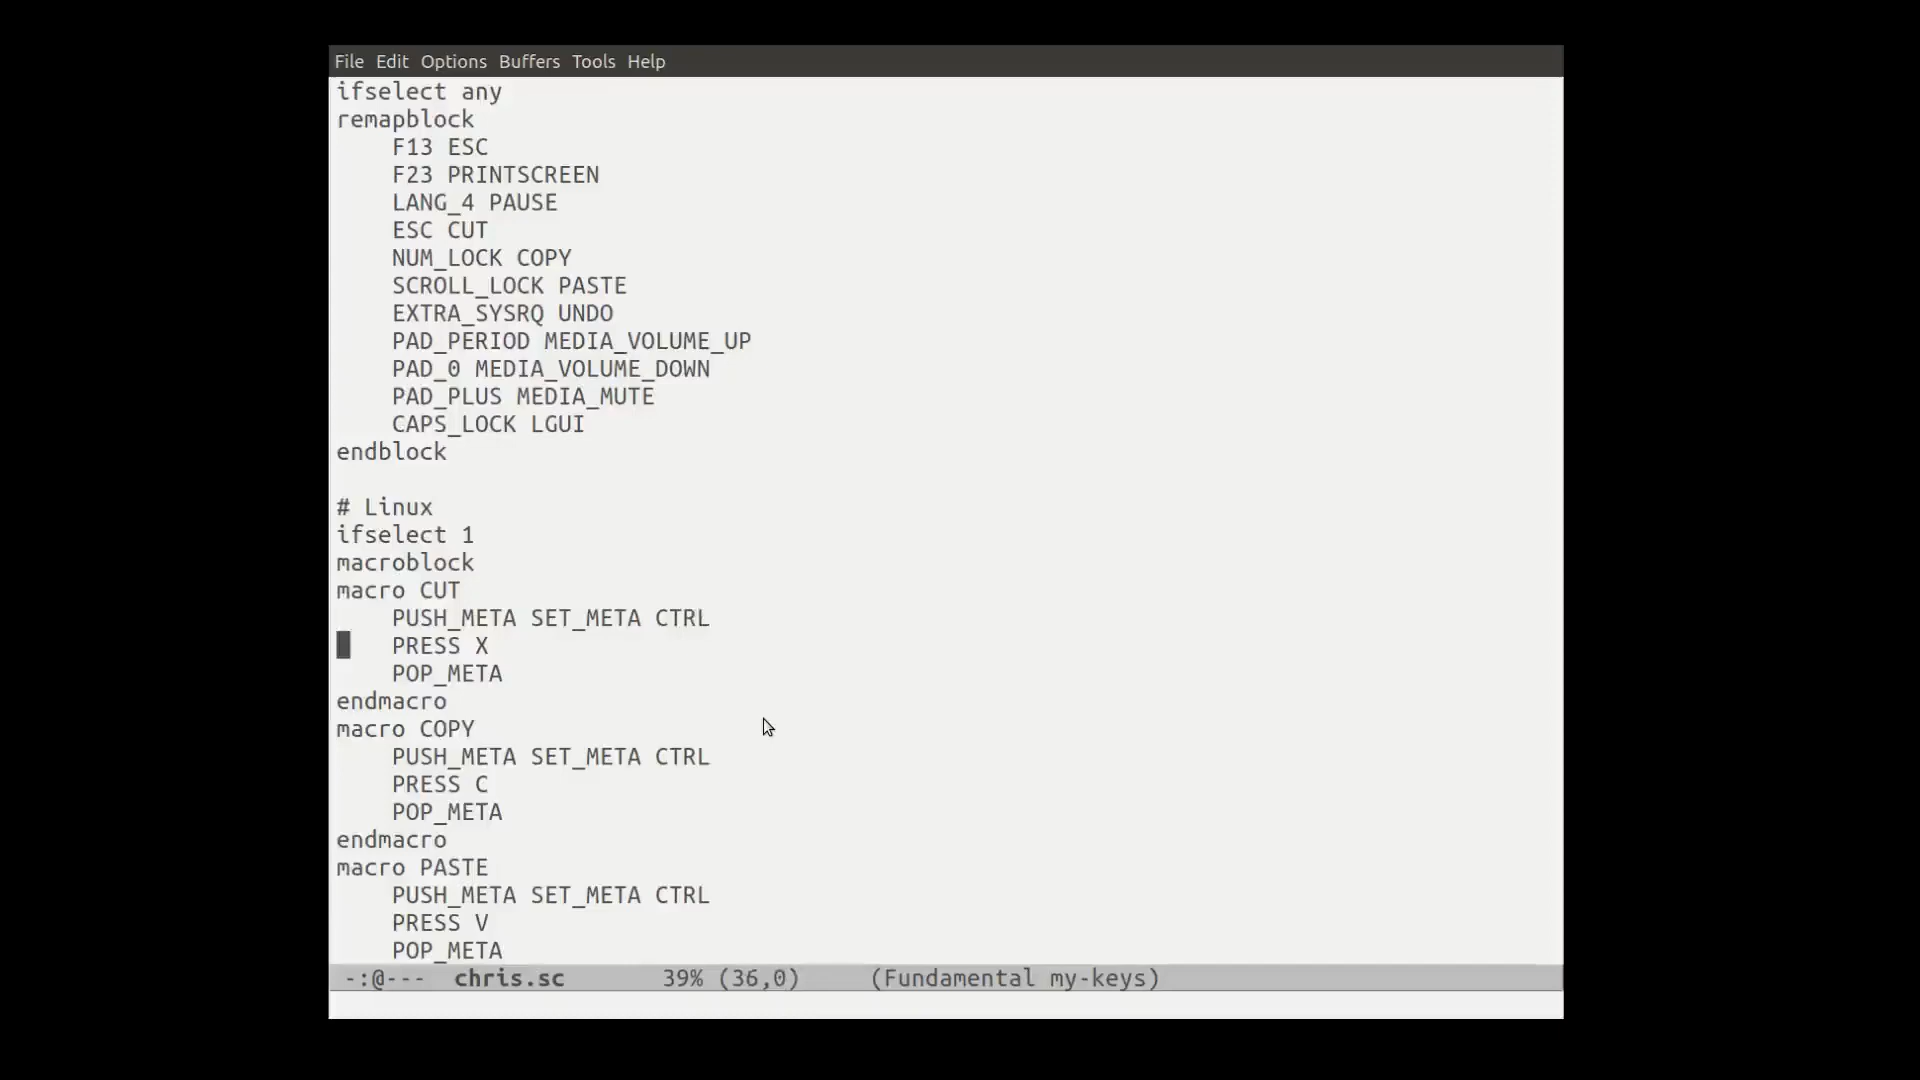 File Edit Options Buffers Tools Help
ifselect any
remapblock
    F13 ESC
    F23 PRINTSCREEN
    LANG_4 PAUSE
    ESC CUT
    NUM_LOCK COPY
    SCROLL_LOCK PASTE
    EXTRA_SYSRQ UNDO
    PAD_PERIOD MEDIA_VOLUME_UP
    PAD_0 MEDIA_VOLUME_DOWN
    PAD_PLUS MEDIA_MUTE
    CAPS_LOCK LGUI
endblock

# Linux
ifselect 1
macroblock
macro CUT
    PUSH_META SET_META CTRL
    PRESS X
    POP_META
endmacro
macro COPY
    PUSH_META SET_META CTRL
    PRESS C
    POP_META
endmacro
macro PASTE
    PUSH_META SET_META CTRL
    PRESS V
    POP_META
-:@---  chris.sc       39% (36,0)     (Fundamental my-keys)